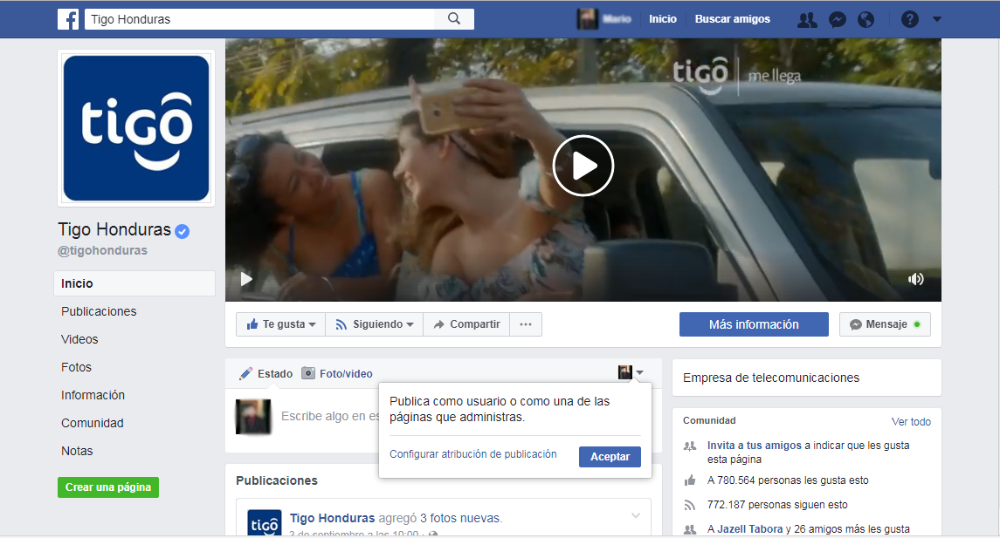 Tigo Honduras
Mario
Inicio
Buscar amigos
tigo
me llega
tigo
Tigo Honduras
@tigohonduras
Inicio
Publicaciones
Videos
Fotos
Información
Comunidad
Notas
Crear una página
Te gusta
Siguiendo
Compartir
Más información
Mensaje
Estado
Foto/video
Escribe algo en es
Publica como usuario o como una de las
páginas que administras.
Configurar atribución de publicación
Aceptar
Publicaciones
tigo
Tigo Honduras agregó 3 fotos nuevas.
3 de septiembre a las 10:00
Empresa de telecomunicaciones
Comunidad
Ver todo
Invita a tus amigos a indicar que les gusta
esta página
A 780.564 personas les gusta esto
772.187 personas siguen esto
A Jazell Tabora y 26 amigos más les gusta